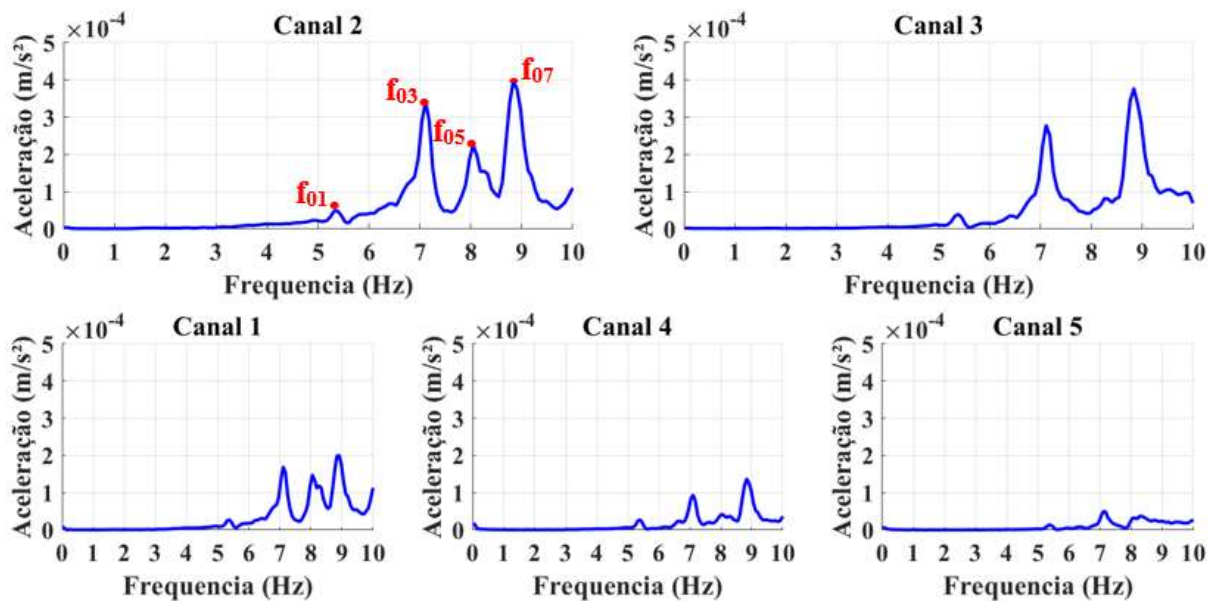 Canal 2
×10⁻⁴
Aceleração (m/s²)
5
4
3
2
1
0
f₀₁
f₀₃
f₀₅
f₀₇
0 1 2 3 4 5 6 7 8 9 10
Frequencia (Hz)
Canal 3
×10⁻⁴
Aceleração (m/s²)
5
4
3
2
1
0
0 1 2 3 4 5 6 7 8 9 10
Frequencia (Hz)
Canal 1
×10⁻⁴
Aceleração (m/s²)
5
4
3
2
1
0
0 1 2 3 4 5 6 7 8 9 10
Frequencia (Hz)
Canal 4
×10⁻⁴
Aceleração (m/s²)
5
4
3
2
1
0
0 1 2 3 4 5 6 7 8 9 10
Frequencia (Hz)
Canal 5
×10⁻⁴
Aceleração (m/s²)
5
4
3
2
1
0
0 1 2 3 4 5 6 7 8 9 10
Frequencia (Hz)